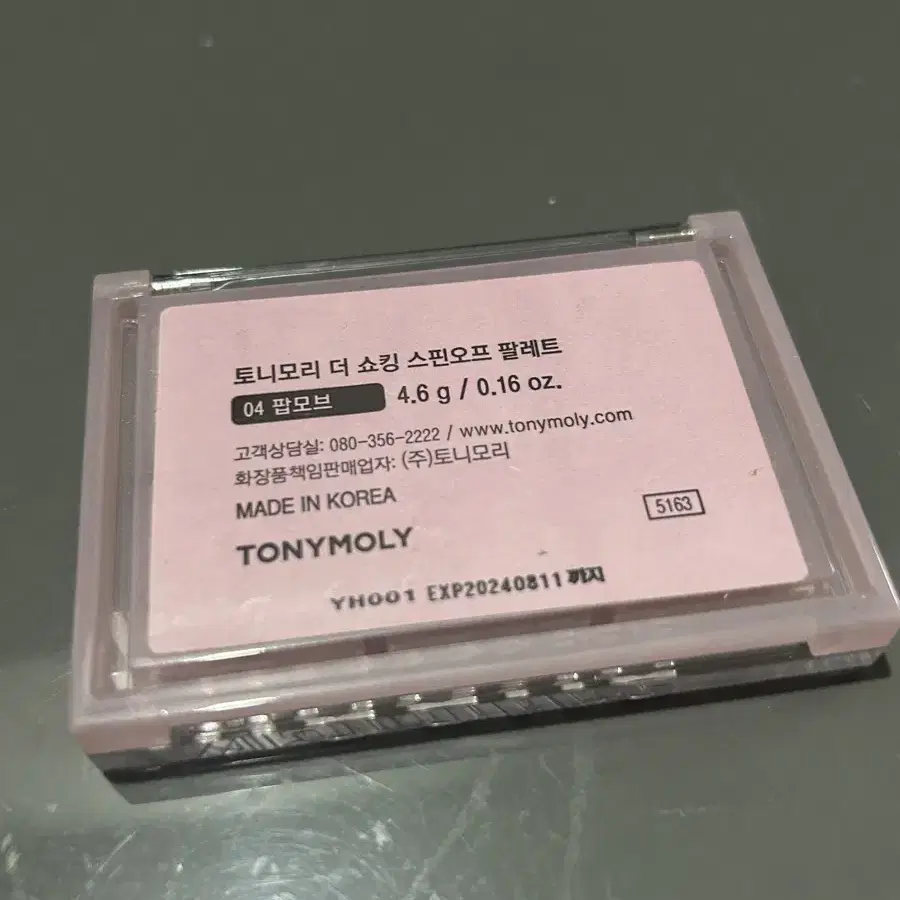 토니모리 더 쇼킹 스핀오프 팔레트
04 팝모브 4.6 g / 0.16 oz.
고객상담실: 080-356-2222 / www.tonymoly.com
화장품책임판매업자: (주)토니모리
MADE IN KOREA
5163
TONYMOLY
YH001 EXP20240811 까지